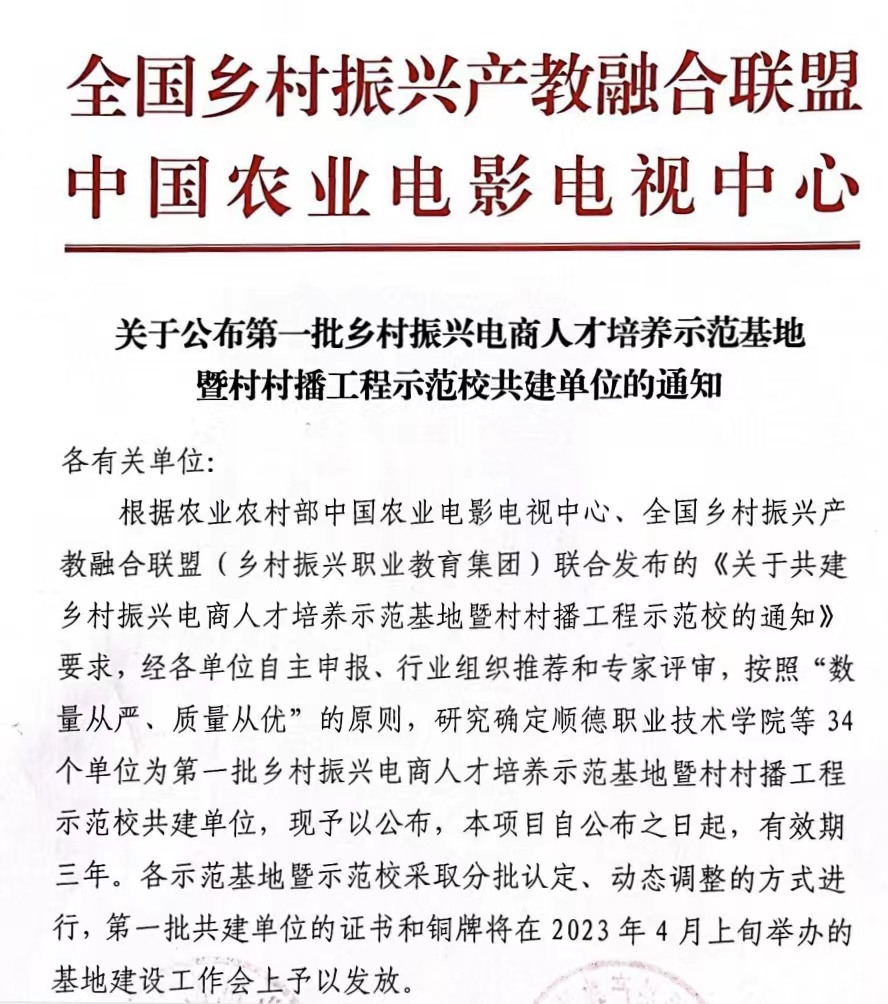 全国乡村振兴产教融合联盟
中国农业电影电视中心
关于公布第一批乡村振兴电商人才培养示范基地
暨村村播工程示范校共建单位的通知
各有关单位：
根据农业农村部中国农业电影电视中心、全国乡村振兴产
教融合联盟（乡村振兴职业教育集团）联合发布的《关于共建
乡村振兴电商人才培养示范基地暨村村播工程示范校的通知》
要求，经各单位自主申报、行业组织推荐和专家评审，按照“数
量从严、质量从优”的原则，研究确定顺德职业技术学院等 34
个单位为第一批乡村振兴电商人才培养示范基地暨村村播工程
示范校共建单位，现予以公布，本项目自公布之日起，有效期
三年。各示范基地暨示范校采取分批认定、动态调整的方式进
行，第一批共建单位的证书和铜牌将在 2023 年 4 月上旬举办的
基地建设工作会上予以发放。